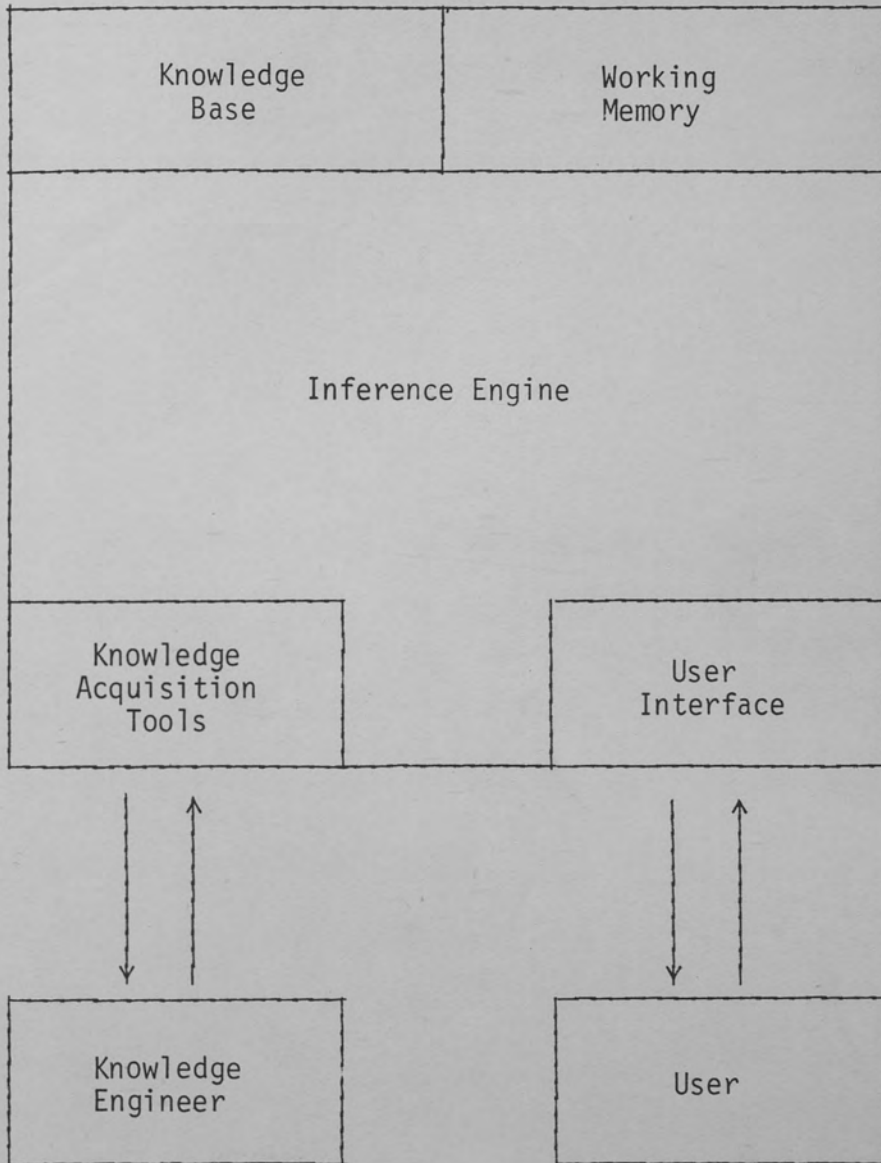 Knowledge
Base
Working
Memory
Inference Engine
Knowledge
Acquisition
Tools
User
Interface
Knowledge
Engineer
User